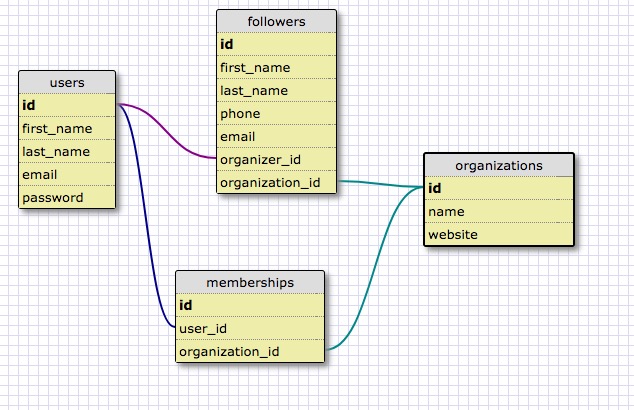 users
id
first_name
last_name
email
password
followers
id
first_name
last_name
phone
email
organizer_id
organization_id
organizations
id
name
website
memberships
id
user_id
organization_id